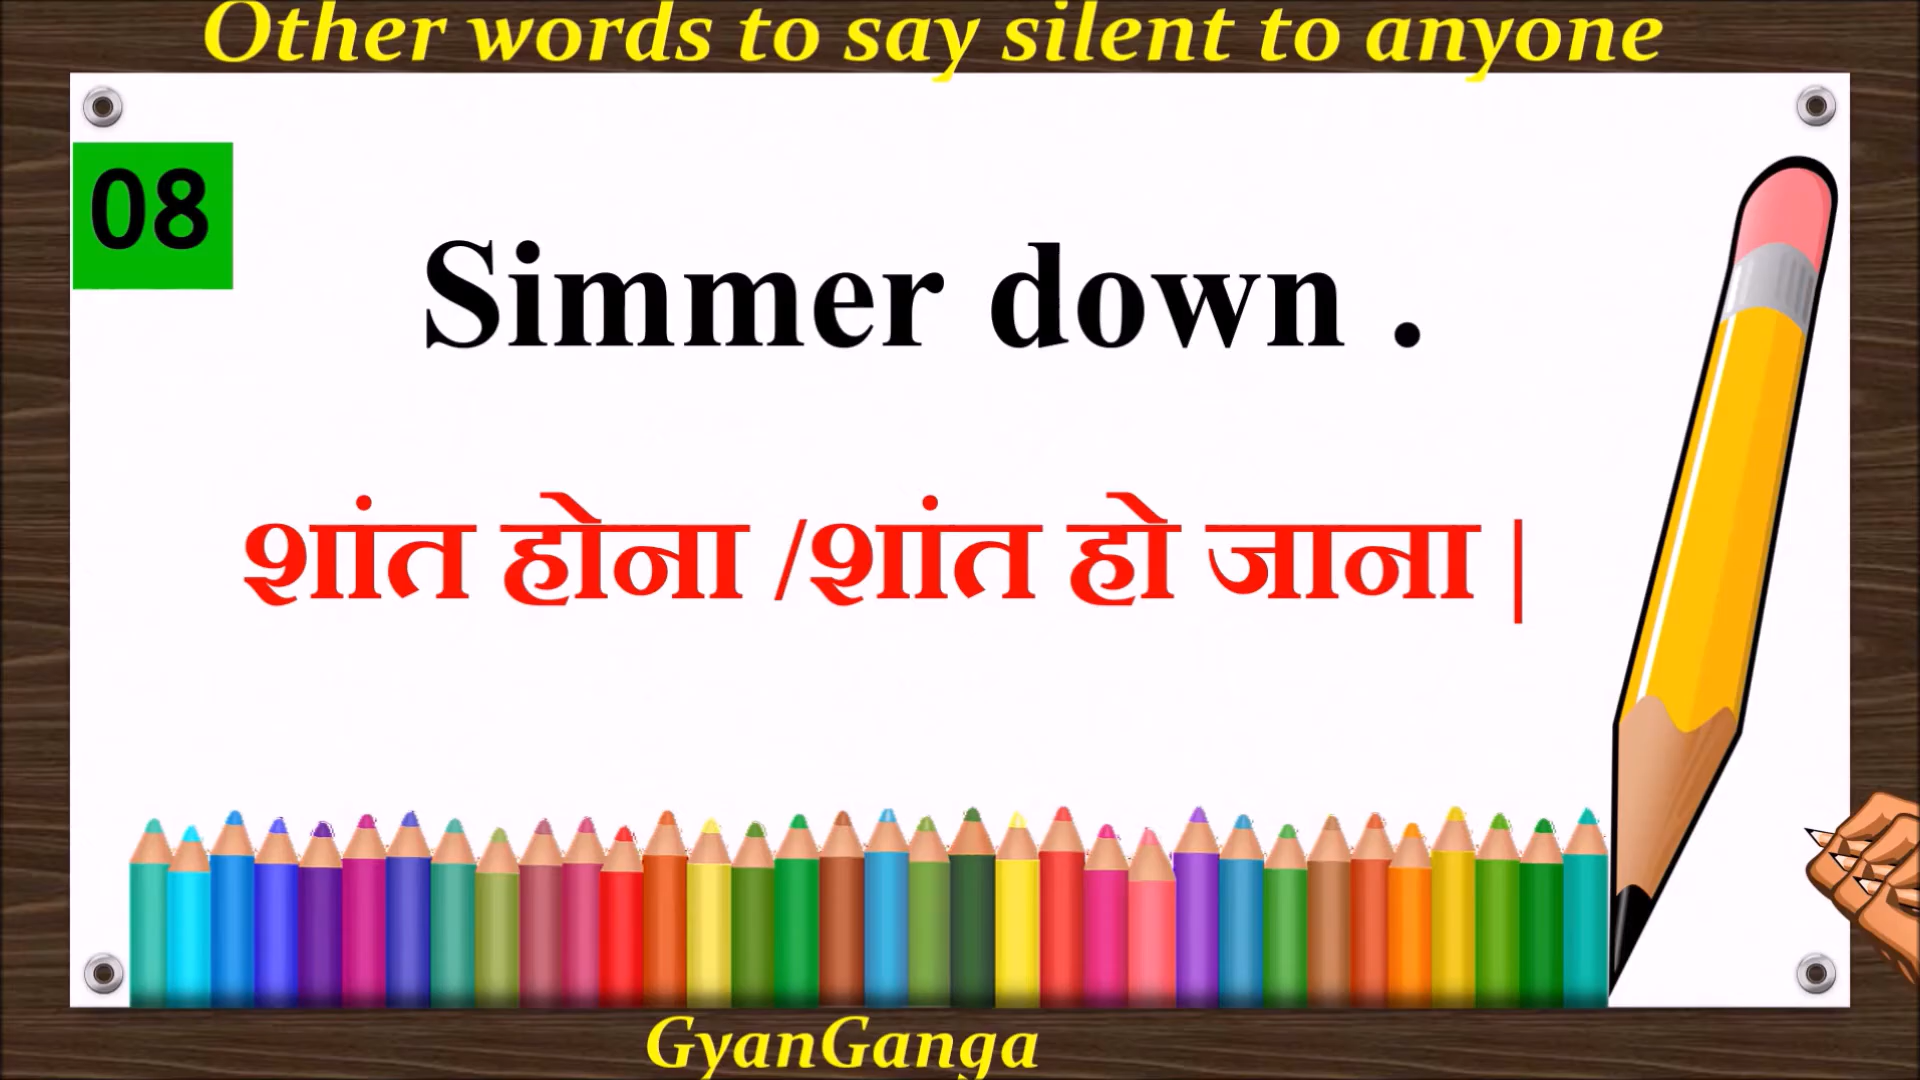 Other words to say silent to anyone
08
Simmer down .
शांत होना /शांत हो जाना |
GyanGanga